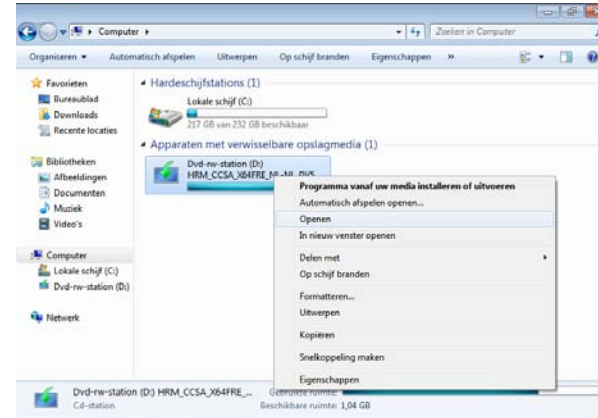 Computer
Zoeken in Computer
Organiseren
Automatisch afspelen
Uitwerpen
Op schijf branden
Eigenschappen
»
Favorieten
Bureaublad
Downloads
Recente locaties
Bibliotheken
Afbeeldingen
Documenten
Muziek
Video's
Computer
Lokale schijf (C:)
Dvd-rw-station (D:)
Netwerk
Hardeschijfstations (1)
Lokale schijf (C:)
217 GB van 232 GB beschikbaar
Apparaten met verwisselbare opslagmedia (1)
Dvd-rw-station (D:)
HRM_CCSA_X64FRE_NL-NL_DV5
Programma vanaf uw media installeren of uitvoeren
Automatisch afspelen openen...
Openen
In nieuw venster openen
Delen met
Op schijf branden
Formatteren...
Uitwerpen
Kopiëren
Snelkoppeling maken
Eigenschappen
Dvd-rw-station (D:) HRM_CCSA_X64FRE_...
Gebruikte ruimte:
Cd-station
Beschikbare ruimte: 1,04 GB